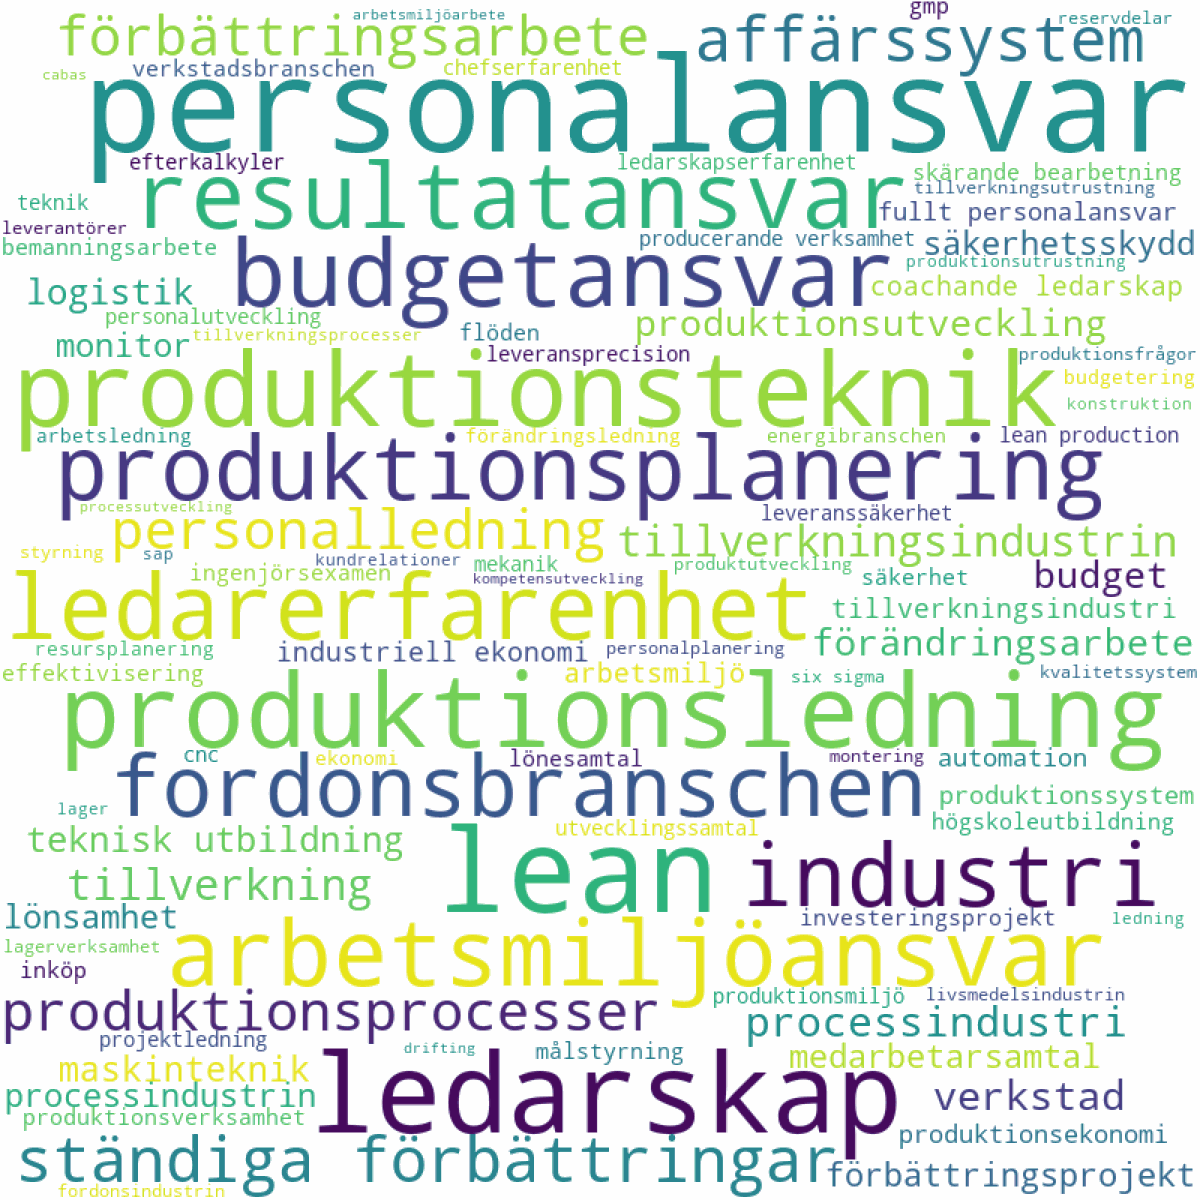 arbetsmiljöarbete
gmp
reservdelar
förbättringsarbete
affärssystem
cabas
verkstadsbranschen
chefserfarenhet
personalansvar
efterkalkyler
ledarskapserfarenhet
skärande bearbetning
resultatansvar
tillverkningsutrustning
teknik
fullt personalansvar
leverantörer
bemanningsarbete
producerande verksamhet
säkerhetsskydd
budgetansvar
produktionsutrustning
logistik
coachande ledarskap
personalutveckling
produktionsutveckling
tillverkningsprocesser
flöden
monitor
leveransprecision
produktionsfrågor
produktionsteknik
budgetering
konstruktion
arbetsledning
förändringsledning
energibranschen
lean production
produktionsplanering
processutveckling
leveranssäkerhet
personalledning
tillverkningsindustrin
styrning
sap
kundrelationer
mekanik
produktutveckling
ingenjörsexamen
kompetensutveckling
säkerhet
budget
ledarerfarenhet
tillverkningsindustri
resursplanering
industriell ekonomi
personalplanering
förändringsarbete
effektivisering
arbetsmiljö
six sigma
kvalitetssystem
produktionsledning
cnc
ekonomi
lönesamtal
montering
automation
fordonsbranschen
produktionssystem
lager
utvecklingssamtal
högskoleutbildning
teknisk utbildning
lean
industri
tillverkning
lönsamhet
investeringsprojekt
ledning
lagerverksamhet
arbetsmiljöansvar
inköp
produktionsmiljö
livsmedelsindustrin
produktionsprocesser
processindustri
projektledning
drifting
målstyrning
medarbetarsamtal
maskinteknik
ledarskap
processindustrin
verkstad
produktionsverksamhet
produktionsekonomi
ständiga förbättringar
förbättringsprojekt
fordonsindustrin